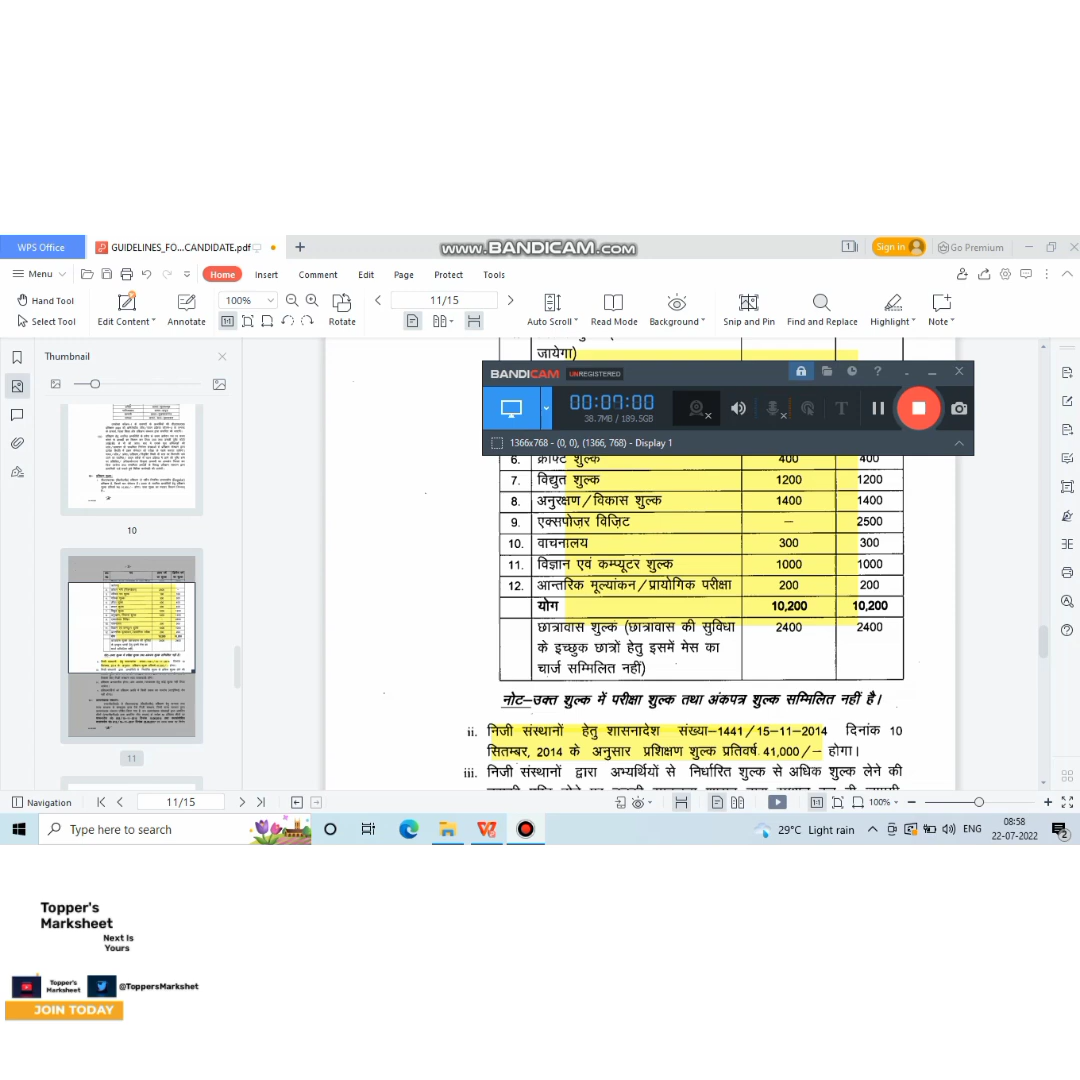 WPS Office
GUIDELINES_FO...CANDIDATE.pdf
www.BANDICAM.com
1
Sign in
Go Premium
Menu
Home
Insert
Comment
Edit
Page
Protect
Tools
Hand Tool
Select Tool
Edit Content
Annotate
100%
Rotate
11/15
Auto Scroll
Read Mode
Background
Snip and Pin
Find and Replace
Highlight
Note
Thumbnail
10
11
जायेगा)
BANDICAM UNREGISTERED
00:07:00
38.7MB / 189.5GB
1366x768 - (0, 0), (1366, 768) - Display 1
6. क्राफ्ट शुल्क 400 400
7. विद्युत शुल्क 1200 1200
8. अनुरक्षण/विकास शुल्क 1400 1400
9. एक्सपोज़र विज़िट – 2500
10. वाचनालय 300 300
11. विज्ञान एवं कम्प्यूटर शुल्क 1000 1000
12. आन्तरिक मूल्यांकन/प्रायोगिक परीक्षा 200 200
योग 10,200 10,200
छात्रावास शुल्क (छात्रावास की सुविधा 2400 2400
के इच्छुक छात्रों हेतु इसमें मेस का
चार्ज सम्मिलित नहीं)
नोट–उक्त शुल्क में परीक्षा शुल्क तथा अंकपत्र शुल्क सम्मिलित नहीं है।
ii. निजी संस्थानों हेतु शासनादेश संख्या–1441/15-11-2014 दिनांक 10
सितम्बर, 2014 के अनुसार प्रशिक्षण शुल्क प्रतिवर्ष 41,000/– होगा।
iii. निजी संस्थानों द्वारा अभ्यर्थियों से निर्धारित शुल्क से अधिक शुल्क लेने की
Navigation
11/15
100%
Type here to search
29°C Light rain
ENG
08:58
22-07-2022
2
Topper's
Marksheet
Next Is
Yours
Topper's
Marksheet
@ToppersMarkshet
JOIN TODAY